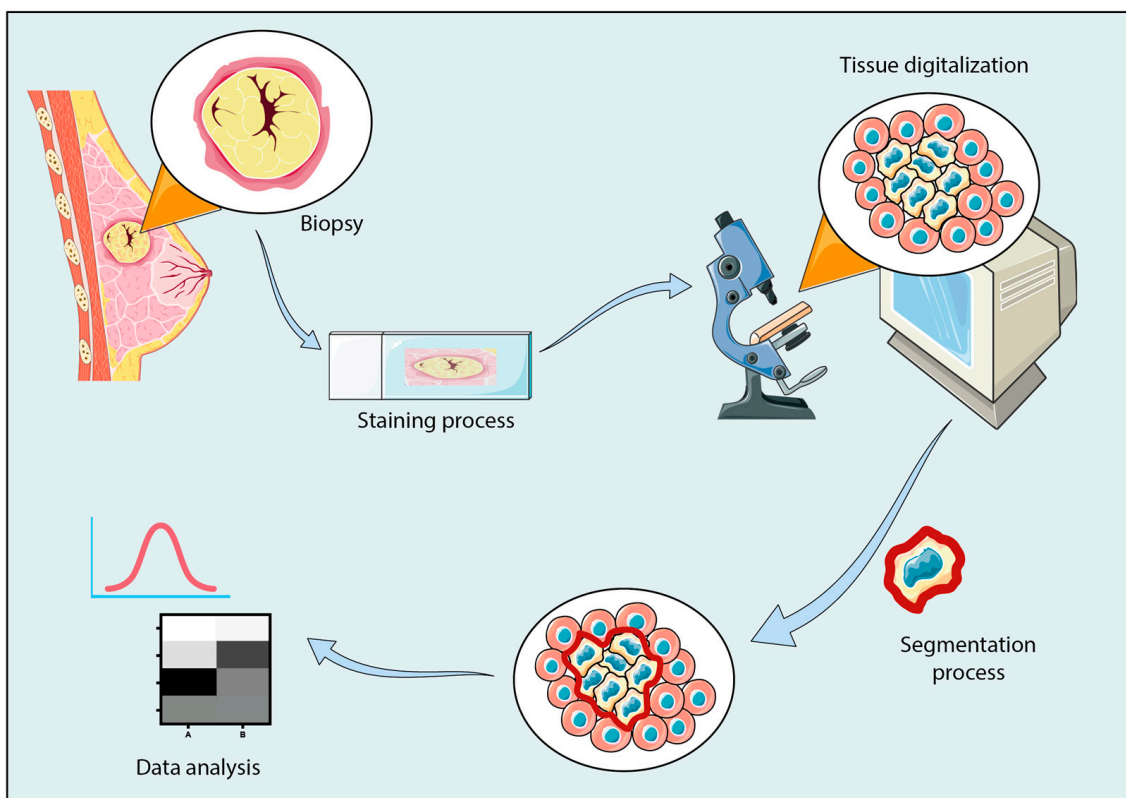 Tissue digitalization
Biopsy
Staining process
Segmentation
process
A B
Data analysis